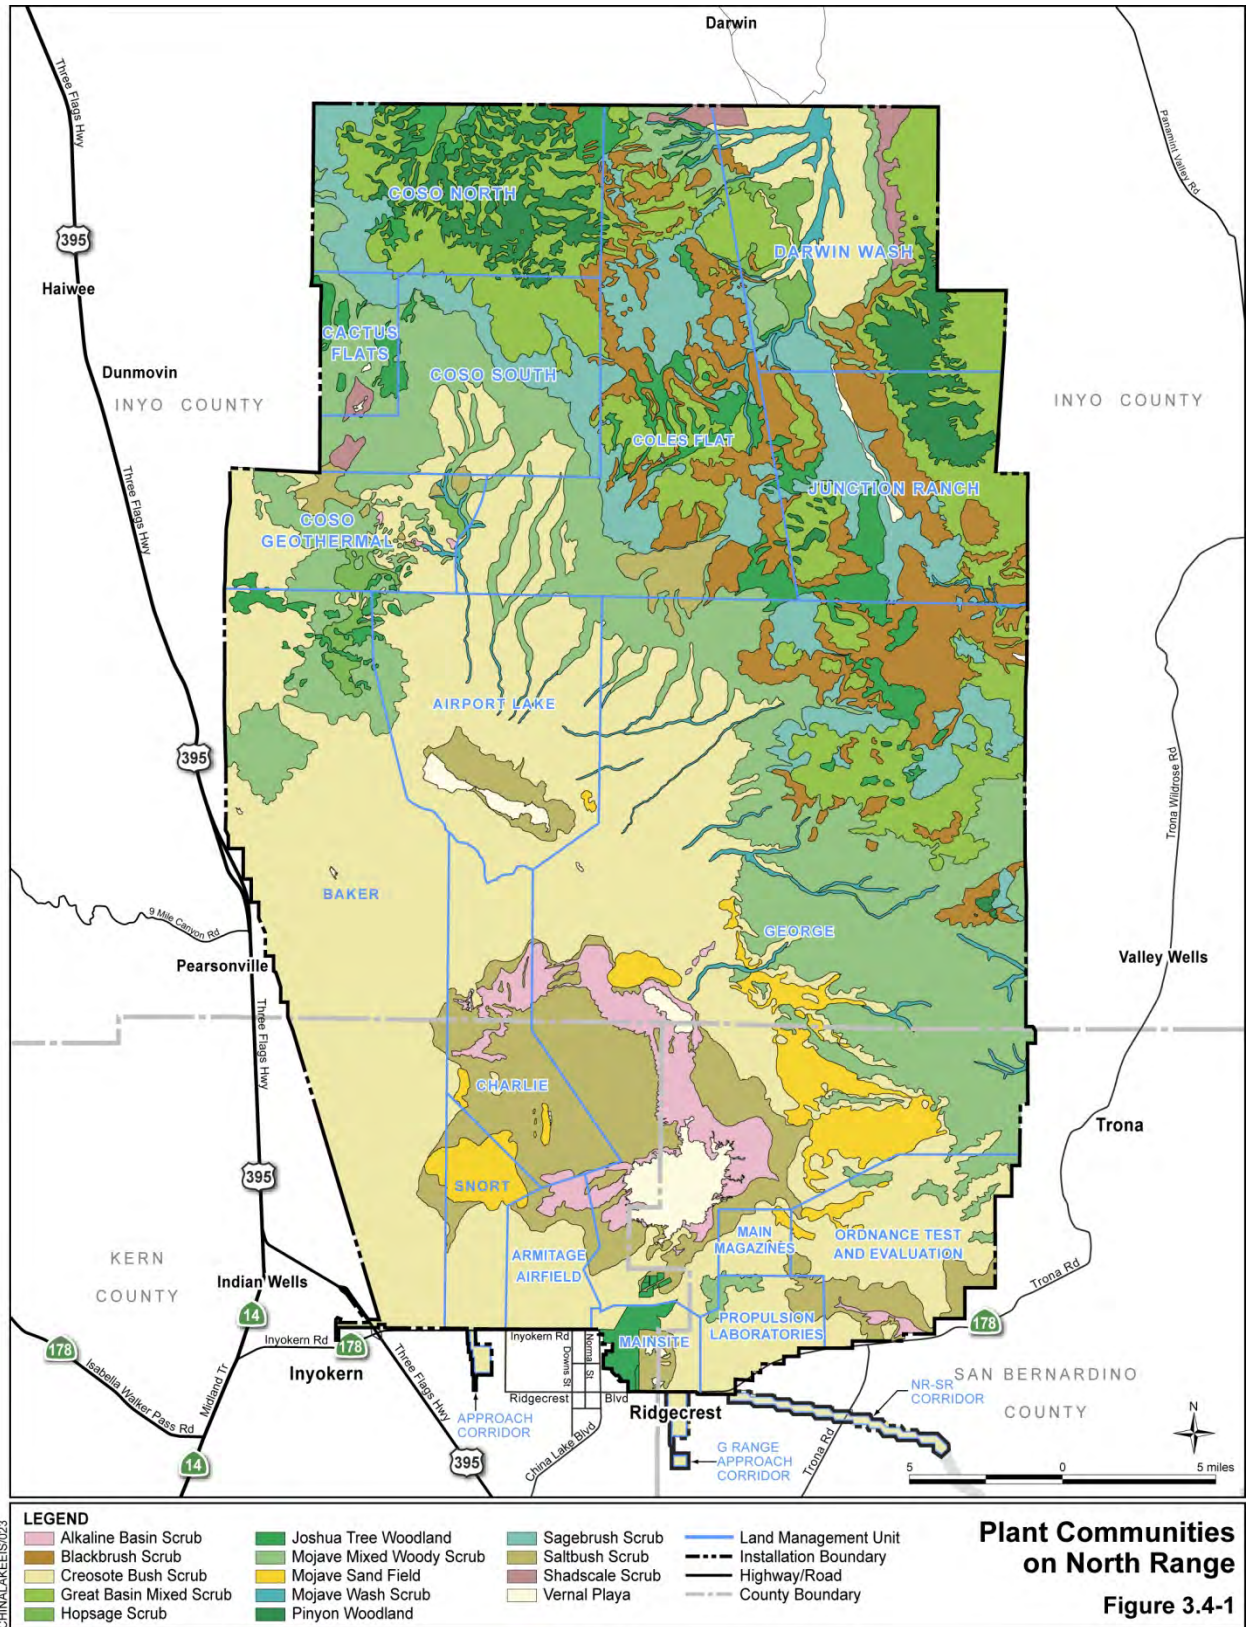 Darwin
Three Flags Hwy
Panamint Valley Rd
COSO NORTH
395
DARWIN WASH
Haiwee
CACTUS
FLATS
Dunmovin
COSO SOUTH
INYO COUNTY
INYO COUNTY
COLES FLAT
Three Flags Hwy
JUNCTION RANCH
COSO
GEOTHERMAL
AIRPORT LAKE
395
Trona Wildrose Rd
BAKER
9 Mile Canyon Rd
GEORGE
Pearsonville
Valley Wells
Three Flags Hwy
CHARLIE
Trona
395
SNORT
MAIN
MAGAZINES
ORDNANCE TEST
AND EVALUATION
KERN
COUNTY
ARMITAGE
AIRFIELD
Indian Wells
Trona Rd
14
PROPULSION
LABORATORIES
178
Inyokern Rd
178
178
MAINSITE
Inyokern Rd
Downs St
Normal St
Inyokern
Isabella Walker Pass Rd
Midland Tr
Three Flags Hwy
SAN BERNARDINO
COUNTY
NR-SR
CORRIDOR
Ridgecrest Blvd
Ridgecrest
APPROACH
CORRIDOR
China Lake Blvd
Trona Rd
G RANGE
APPROACH
CORRIDOR
N
14
395
5 0 5 miles
CHINALAKEEIS/023
LEGEND
Alkaline Basin Scrub
Blackbrush Scrub
Creosote Bush Scrub
Great Basin Mixed Scrub
Hopsage Scrub
Joshua Tree Woodland
Mojave Mixed Woody Scrub
Mojave Sand Field
Mojave Wash Scrub
Pinyon Woodland
Sagebrush Scrub
Saltbush Scrub
Shadscale Scrub
Vernal Playa
Land Management Unit
Installation Boundary
Highway/Road
County Boundary
Plant Communities
on North Range
Figure 3.4-1